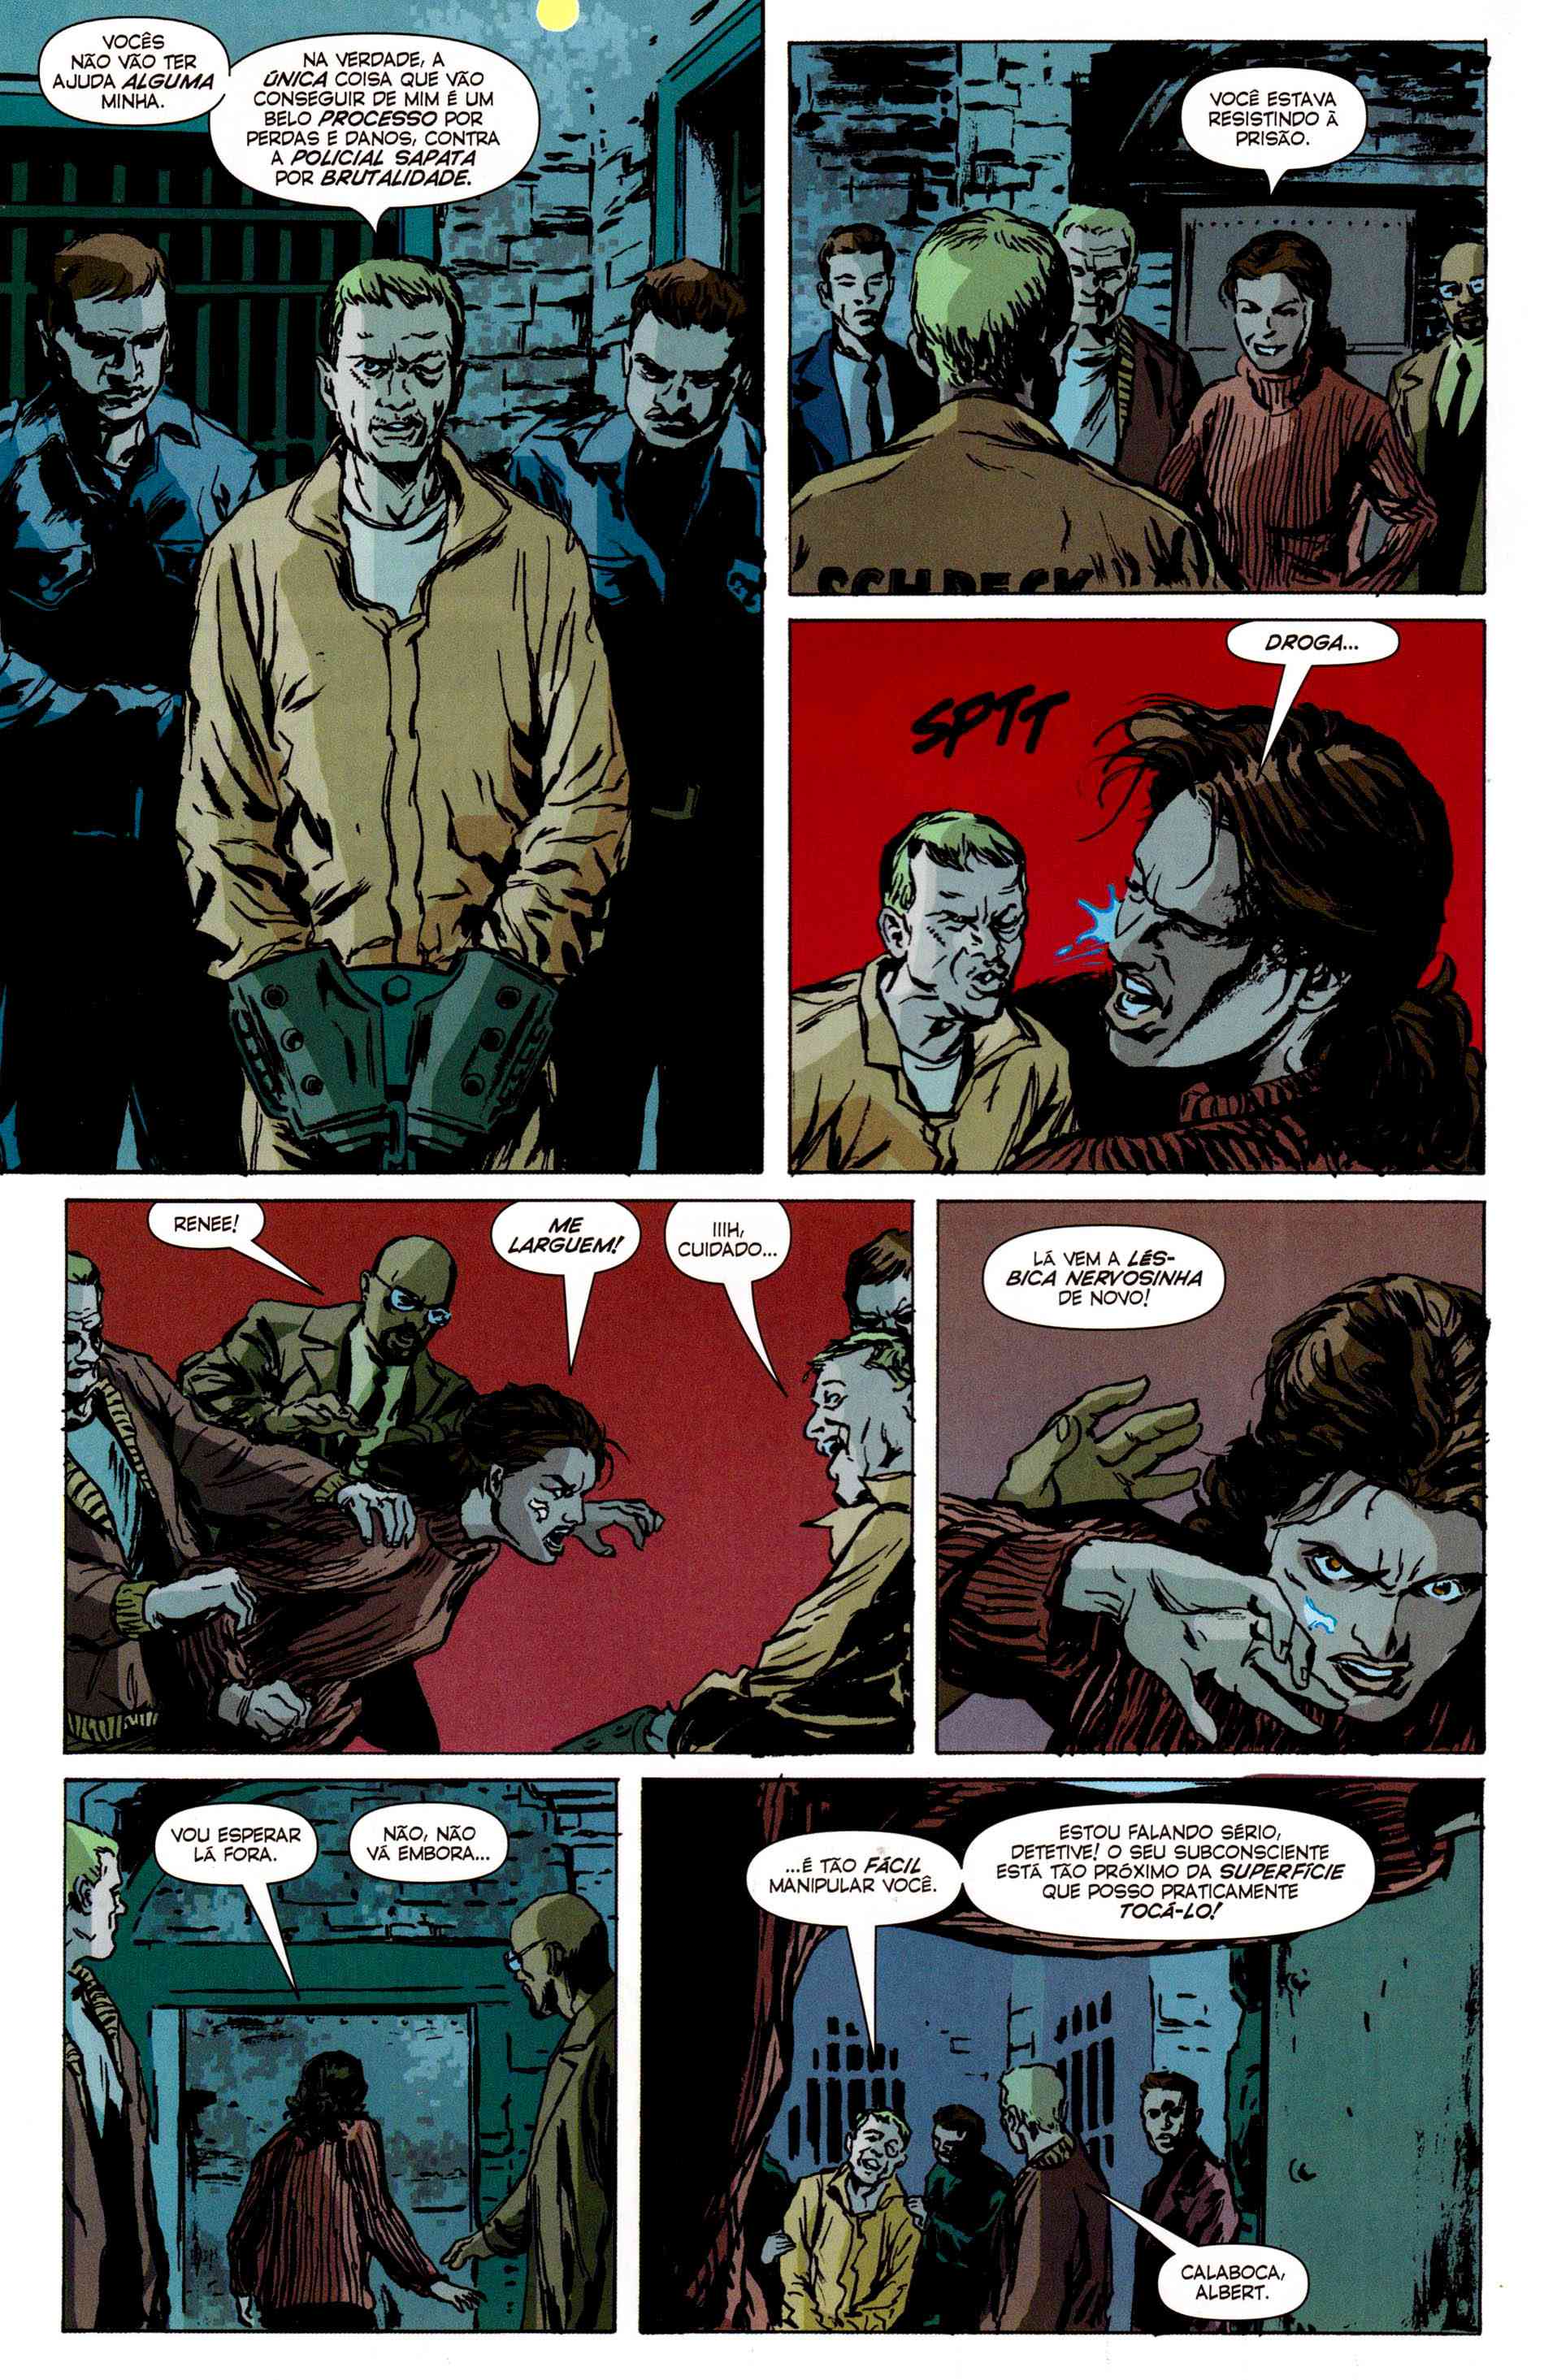 VOCÊS
NÃO VÃO TER
AJUDA ALGUMA
MINHA.
NA VERDADE, A
ÚNICA COISA QUE VÃO
CONSEGUIR DE MIM É UM
BELO PROCESSO POR
PERDAS E DANOS, CONTRA
A POLICIAL SAPATA
POR BRUTALIDADE.
VOCÊ ESTAVA
RESISTINDO À
PRISÃO.
SCHRECK
DROGA...
SPTT
RENEE!
ME
LARGUEM!
IIIH,
CUIDADO...
LÁ VEM A LÉS-
BICA NERVOSINHA
DE NOVO!
VOU ESPERAR
LÁ FORA.
NÃO, NÃO
VÁ EMBORA...
...É TÃO FÁCIL
MANIPULAR VOCÊ.
ESTOU FALANDO SÉRIO,
DETETIVE! O SEU SUBCONSCIENTE
ESTÁ TÃO PRÓXIMO DA SUPERFÍCIE
QUE POSSO PRATICAMENTE
TOCÁ-LO!
CALABOCA,
ALBERT.